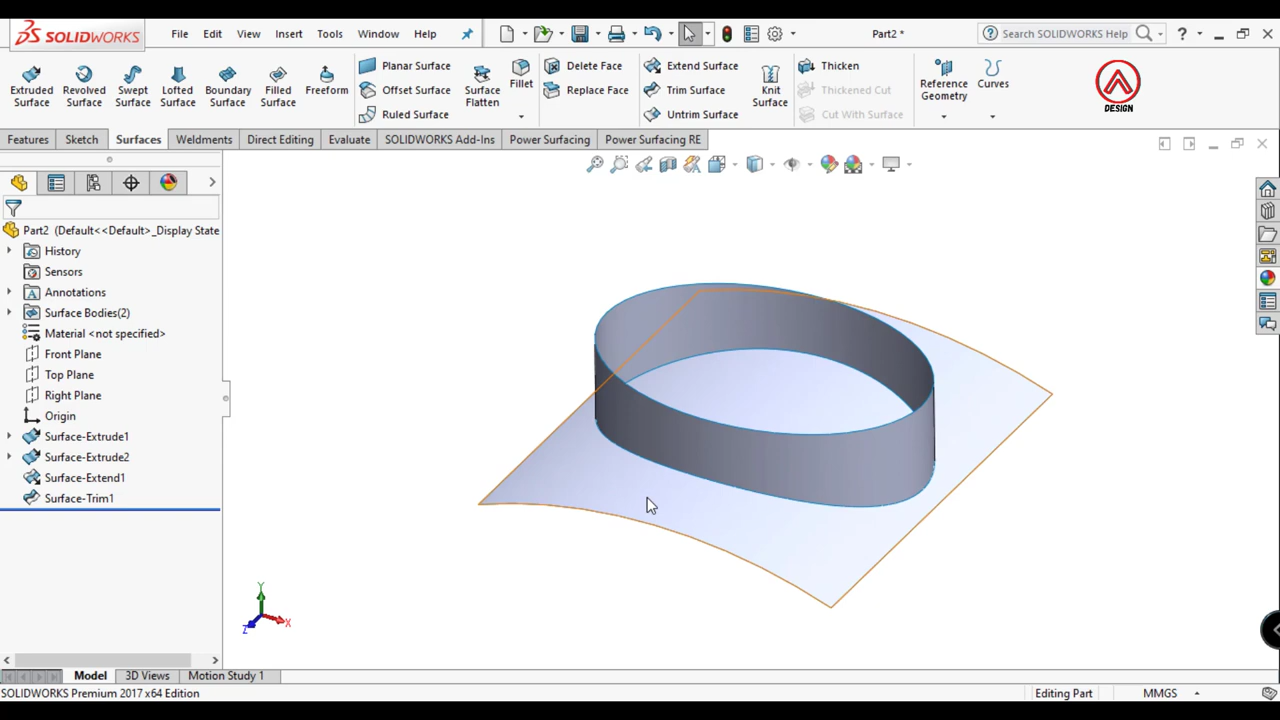 SOLIDWORKS
File Edit View Insert Tools Window Help
Part2 *
Search SOLIDWORKS Help
Extruded Surface
Revolved Surface
Swept Surface
Lofted Surface
Boundary Surface
Filled Surface
Freeform
Planar Surface
Offset Surface
Ruled Surface
Surface Flatten
Fillet
Delete Face
Replace Face
Extend Surface
Trim Surface
Untrim Surface
Knit Surface
Thicken
Thickened Cut
Cut With Surface
Reference Geometry
Curves
DESIGN
Features Sketch Surfaces Weldments Direct Editing Evaluate SOLIDWORKS Add-Ins Power Surfacing Power Surfacing RE
Part2 (Default<<Default>_Display State
History
Sensors
Annotations
Surface Bodies(2)
Material <not specified>
Front Plane
Top Plane
Right Plane
Origin
Surface-Extrude1
Surface-Extrude2
Surface-Extend1
Surface-Trim1
Y
X
Z
Model 3D Views Motion Study 1
SOLIDWORKS Premium 2017 x64 Edition
Editing Part
MMGS